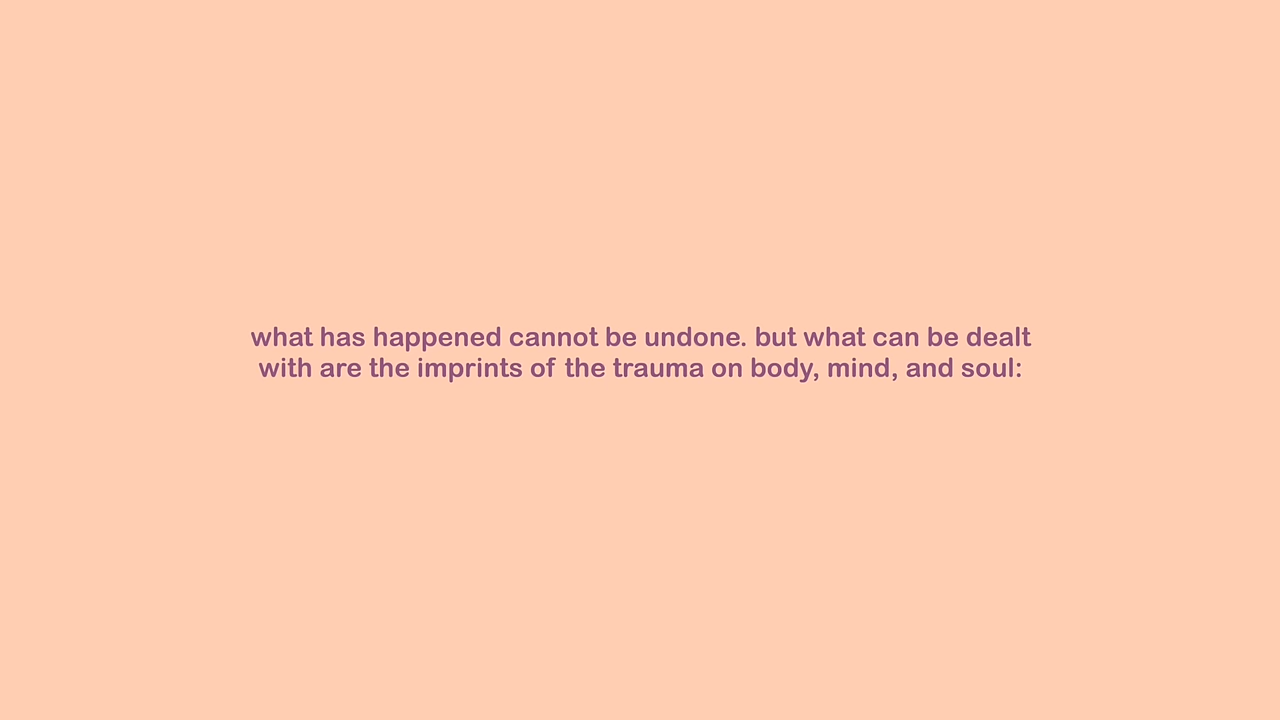 what has happened cannot be undone. but what can be dealt
with are the imprints of the trauma on body, mind, and soul: